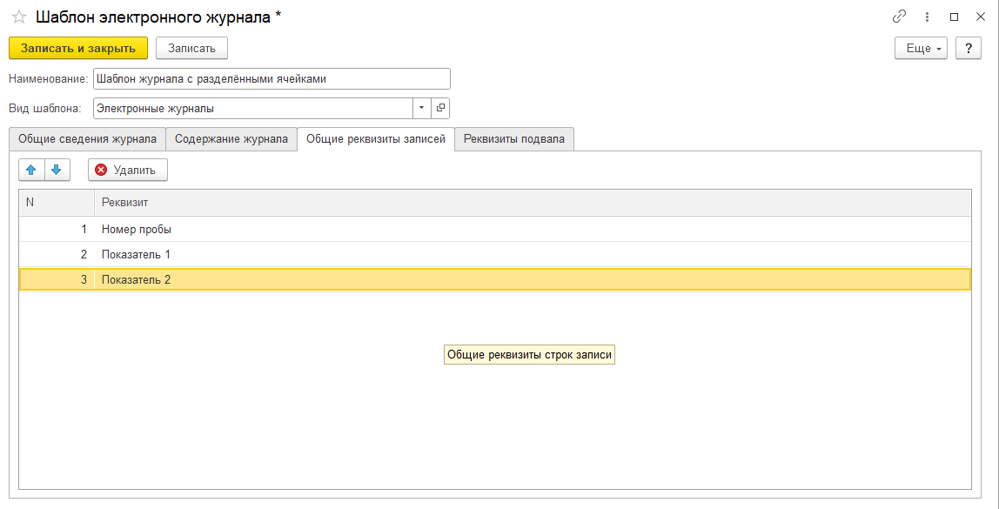 Шаблон электронного журнала *
Записать и закрыть Записать Еще ?
Наименование: Шаблон журнала с разделёнными ячейками
Вид шаблона: Электронные журналы
Общие сведения журнала Содержание журнала Общие реквизиты записей Реквизиты подвала
Удалить
N Реквизит
1 Номер пробы
2 Показатель 1
3 Показатель 2
Общие реквизиты строк записи